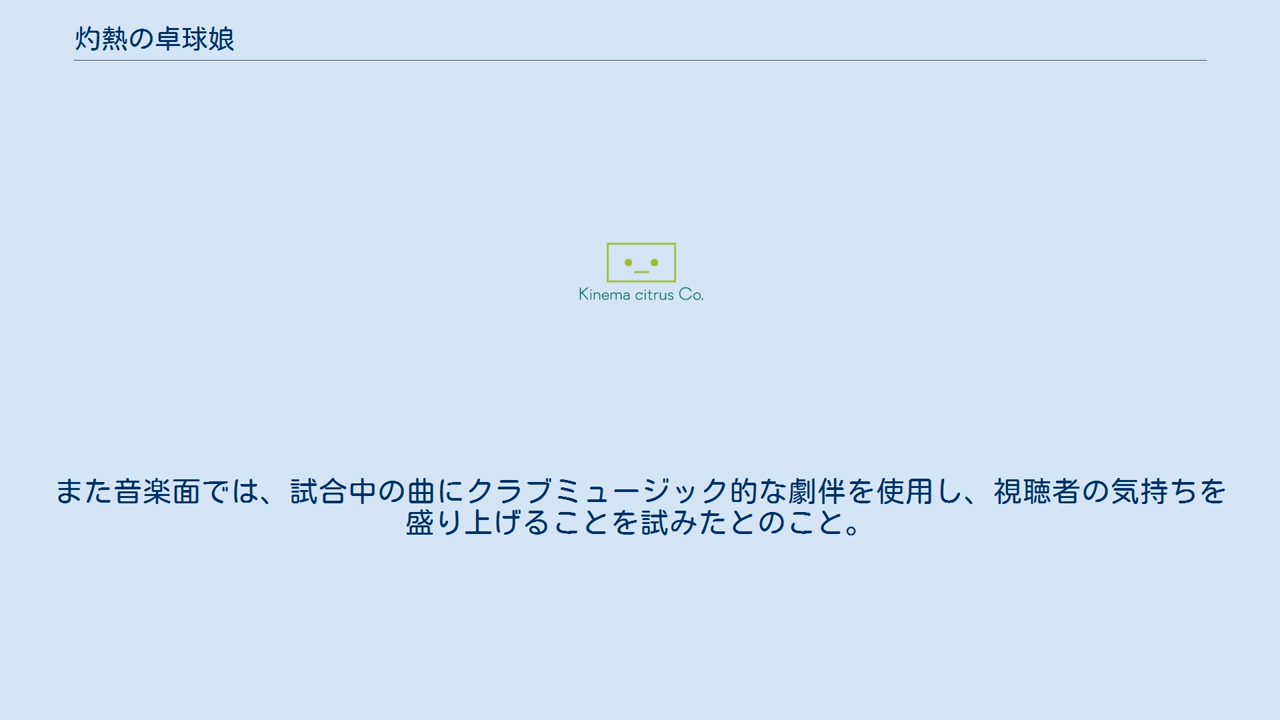 灼熱の卓球娘
Kinema citrus Co.
また音楽面では、試合中の曲にクラブミュージック的な劇伴を使用し、視聴者の気持ちを
盛り上げることを試みたとのこと。